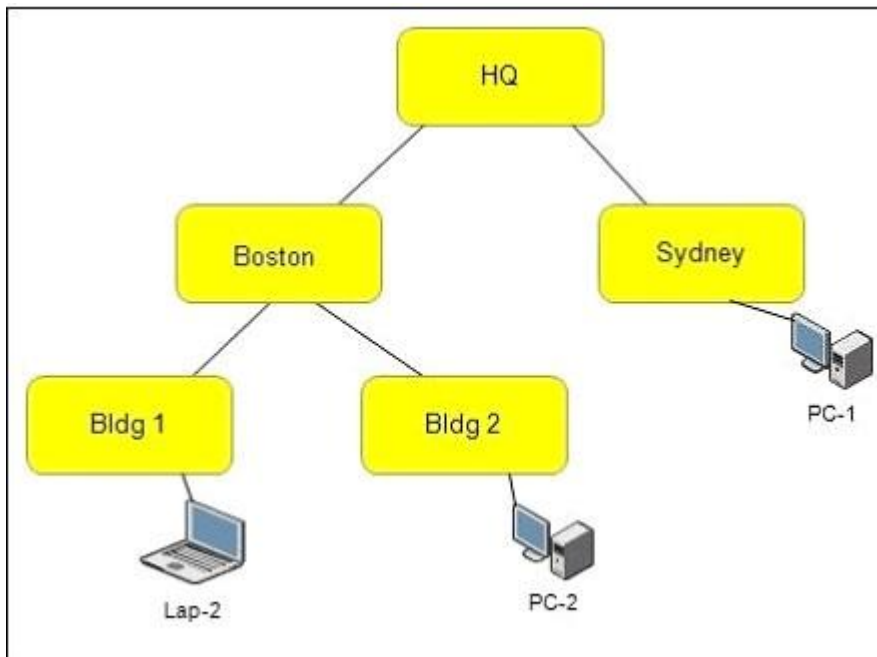 HQ
Boston
Sydney
PC-1
Bldg 1
Bldg 2
Lap-2
PC-2